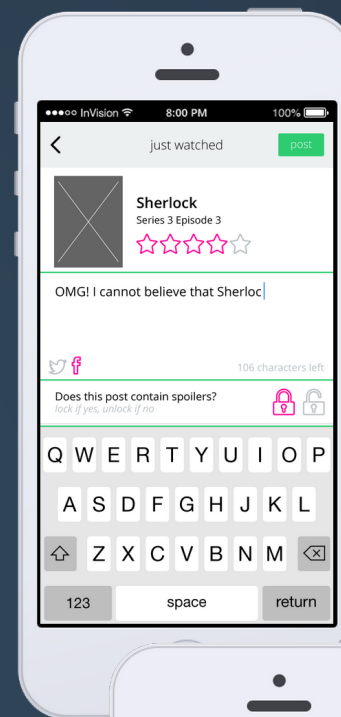 InVision 8:00 PM 100%
just watched post
Sherlock
Series 3 Episode 3
OMG! I cannot believe that Sherloc
106 characters left
Does this post contain spoilers?
lock if yes, unlock if no
Q W E R T Y U I O P
A S D F G H J K L
Z X C V B N M
123 space return